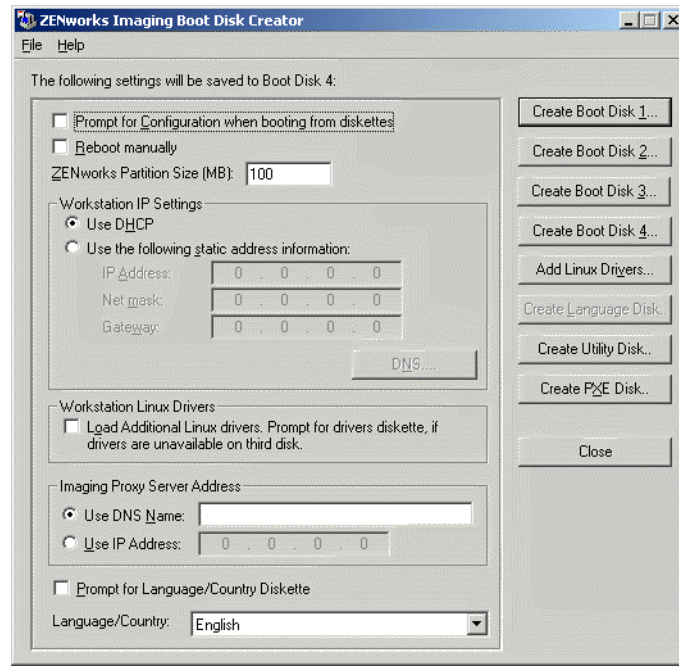 ZENworks Imaging Boot Disk Creator
File Help
The following settings will be saved to Boot Disk 4:
Prompt for Configuration when booting from diskettes
Reboot manually
ZENworks Partition Size (MB): 100
Workstation IP Settings
Use DHCP
Use the following static address information:
IP Address: 0 . 0 . 0 . 0
Net mask: 0 . 0 . 0 . 0
Gateway: 0 . 0 . 0 . 0
DNS....
Workstation Linux Drivers
Load Additional Linux drivers. Prompt for drivers diskette, if
drivers are unavailable on third disk.
Imaging Proxy Server Address
Use DNS Name:
Use IP Address: 0 . 0 . 0 . 0
Prompt for Language/Country Diskette
Language/Country: English
Create Boot Disk 1...
Create Boot Disk 2...
Create Boot Disk 3...
Create Boot Disk 4...
Add Linux Drivers...
Create Language Disk..
Create Utility Disk..
Create PXE Disk..
Close